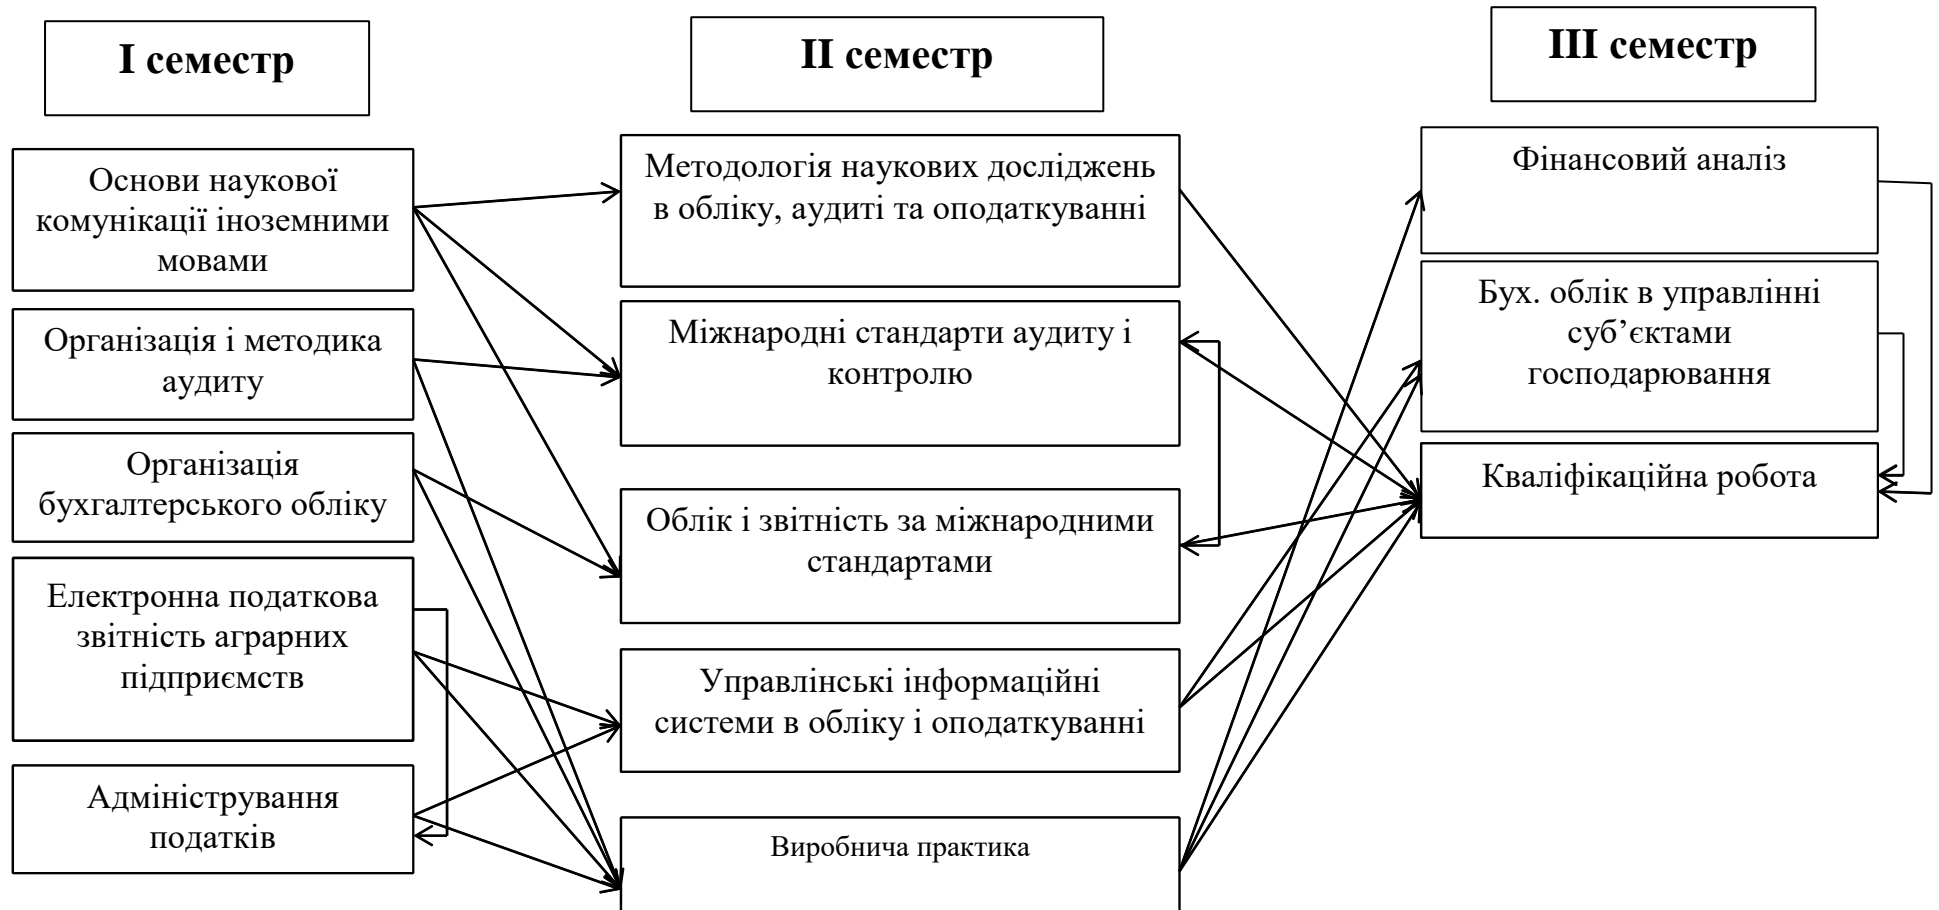 I семестр
II семестр
III семестр
Основи наукової
комунікації іноземними
мовами
Організація і методика
аудиту
Організація
бухгалтерського обліку
Електронна податкова
звітність аграрних
підприємств
Адміністрування
податків
Методологія наукових досліджень
в обліку, аудиті та оподаткуванні
Міжнародні стандарти аудиту і
контролю
Облік і звітність за міжнародними
стандартами
Управлінські інформаційні
системи в обліку і оподаткуванні
Виробнича практика
Фінансовий аналіз
Бух. облік в управлінні
суб’єктами
господарювання
Кваліфікаційна робота